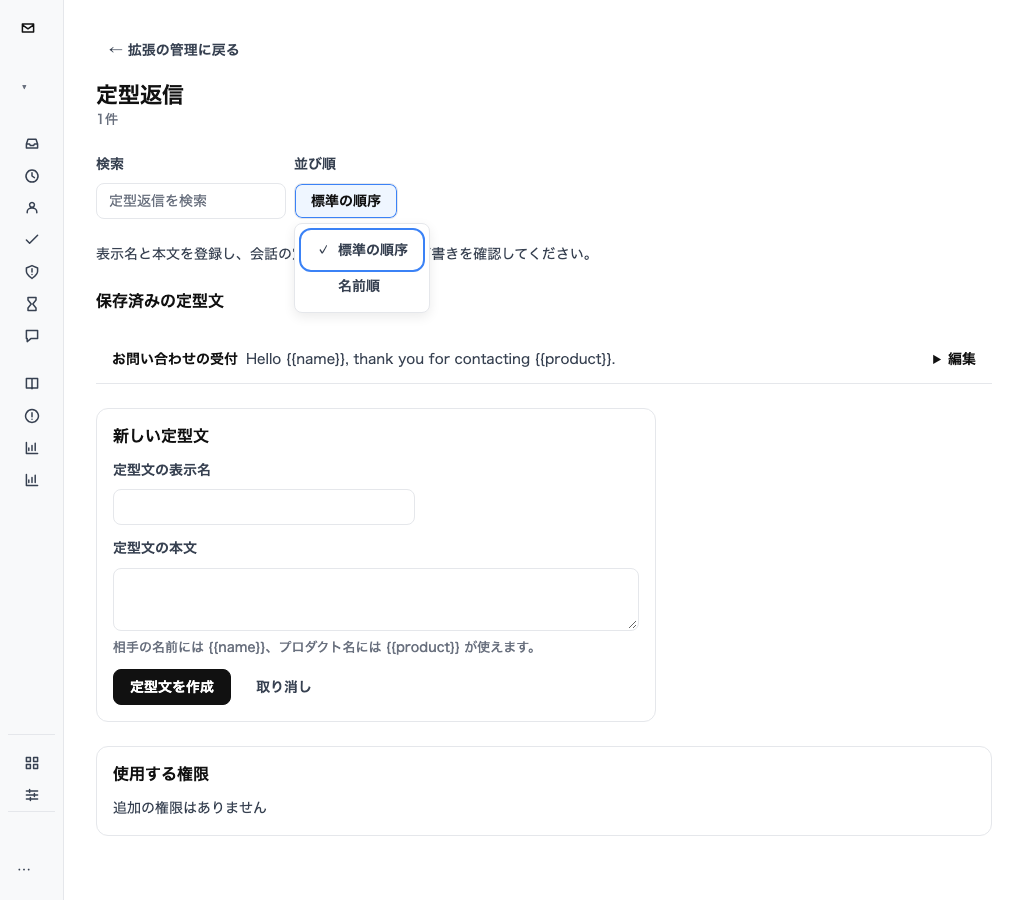 ← 拡張の管理に戻る
定型返信
1件
検索
並び順
定型返信を検索
標準の順序
✓ 標準の順序
名前順
表示名と本文を登録し、会話の
書きを確認してください。
保存済みの定型文
お問い合わせの受付 Hello {{name}}, thank you for contacting {{product}}.
▶ 編集
新しい定型文
定型文の表示名
定型文の本文
相手の名前には {{name}}、プロダクト名には {{product}} が使えます。
定型文を作成
取り消し
使用する権限
追加の権限はありません